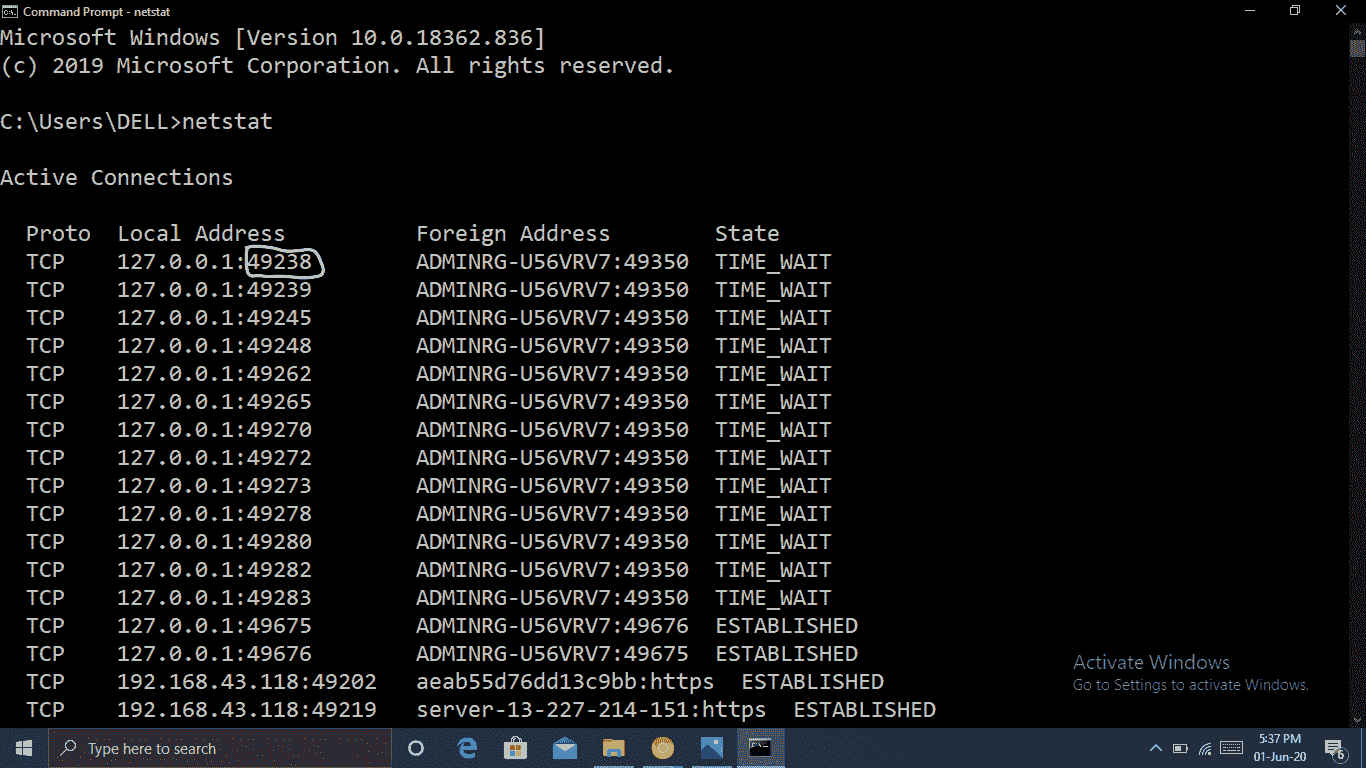 Command Prompt - netstat
Microsoft Windows [Version 10.0.18362.836]
(c) 2019 Microsoft Corporation. All rights reserved.
C:\Users\DELL>netstat
Active Connections
Proto Local Address Foreign Address State
TCP 127.0.0.1:49238 ADMINRG-U56VRV7:49350 TIME_WAIT
TCP 127.0.0.1:49239 ADMINRG-U56VRV7:49350 TIME_WAIT
TCP 127.0.0.1:49245 ADMINRG-U56VRV7:49350 TIME_WAIT
TCP 127.0.0.1:49248 ADMINRG-U56VRV7:49350 TIME_WAIT
TCP 127.0.0.1:49262 ADMINRG-U56VRV7:49350 TIME_WAIT
TCP 127.0.0.1:49265 ADMINRG-U56VRV7:49350 TIME_WAIT
TCP 127.0.0.1:49270 ADMINRG-U56VRV7:49350 TIME_WAIT
TCP 127.0.0.1:49272 ADMINRG-U56VRV7:49350 TIME_WAIT
TCP 127.0.0.1:49273 ADMINRG-U56VRV7:49350 TIME_WAIT
TCP 127.0.0.1:49278 ADMINRG-U56VRV7:49350 TIME_WAIT
TCP 127.0.0.1:49280 ADMINRG-U56VRV7:49350 TIME_WAIT
TCP 127.0.0.1:49282 ADMINRG-U56VRV7:49350 TIME_WAIT
TCP 127.0.0.1:49283 ADMINRG-U56VRV7:49350 TIME_WAIT
TCP 127.0.0.1:49675 ADMINRG-U56VRV7:49676 ESTABLISHED
TCP 127.0.0.1:49676 ADMINRG-U56VRV7:49675 ESTABLISHED
TCP 192.168.43.118:49202 aeab55d76dd13c9bb:https ESTABLISHED
TCP 192.168.43.118:49219 server-13-227-214-151:https ESTABLISHED
Activate Windows
Go to Settings to activate Windows.
Type here to search
5:37 PM
01-Jun-20
6